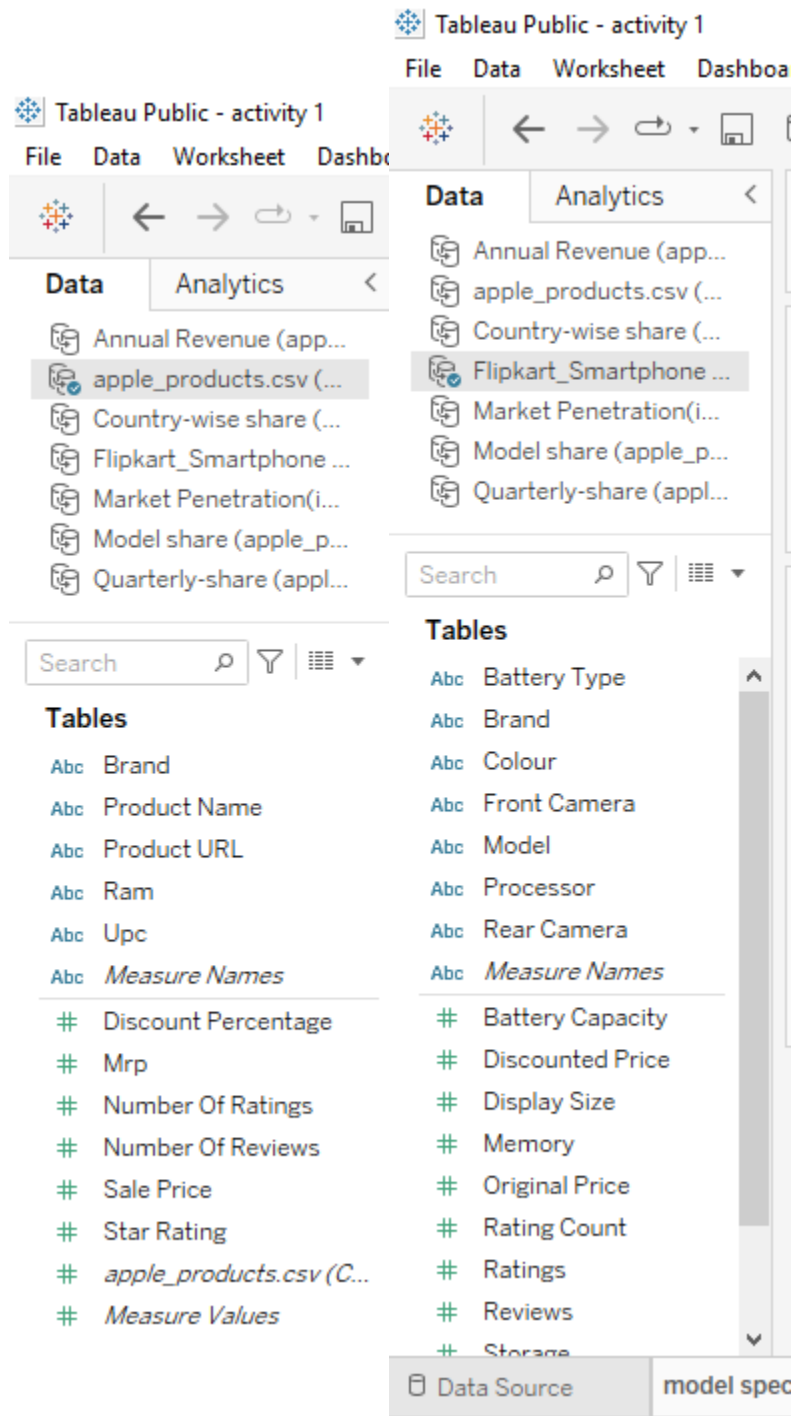 Tableau Public - activity 1
File Data Worksheet Dashbo
Data Analytics
Annual Revenue (app...
apple_products.csv (...
Country-wise share (...
Flipkart_Smartphone ...
Market Penetration(i...
Model share (apple_p...
Quarterly-share (appl...
Search
Tables
Abc Brand
Abc Product Name
Abc Product URL
Abc Ram
Abc Upc
Abc Measure Names
# Discount Percentage
# Mrp
# Number Of Ratings
# Number Of Reviews
# Sale Price
# Star Rating
# apple_products.csv (C...
# Measure Values
Tableau Public - activity 1
File Data Worksheet Dashboa
Data Analytics
Annual Revenue (app...
apple_products.csv (...
Country-wise share (...
Flipkart_Smartphone ...
Market Penetration(i...
Model share (apple_p...
Quarterly-share (appl...
Search
Tables
Abc Battery Type
Abc Brand
Abc Colour
Abc Front Camera
Abc Model
Abc Processor
Abc Rear Camera
Abc Measure Names
# Battery Capacity
# Discounted Price
# Display Size
# Memory
# Original Price
# Rating Count
# Ratings
# Reviews
# Storage
Data Source model spec